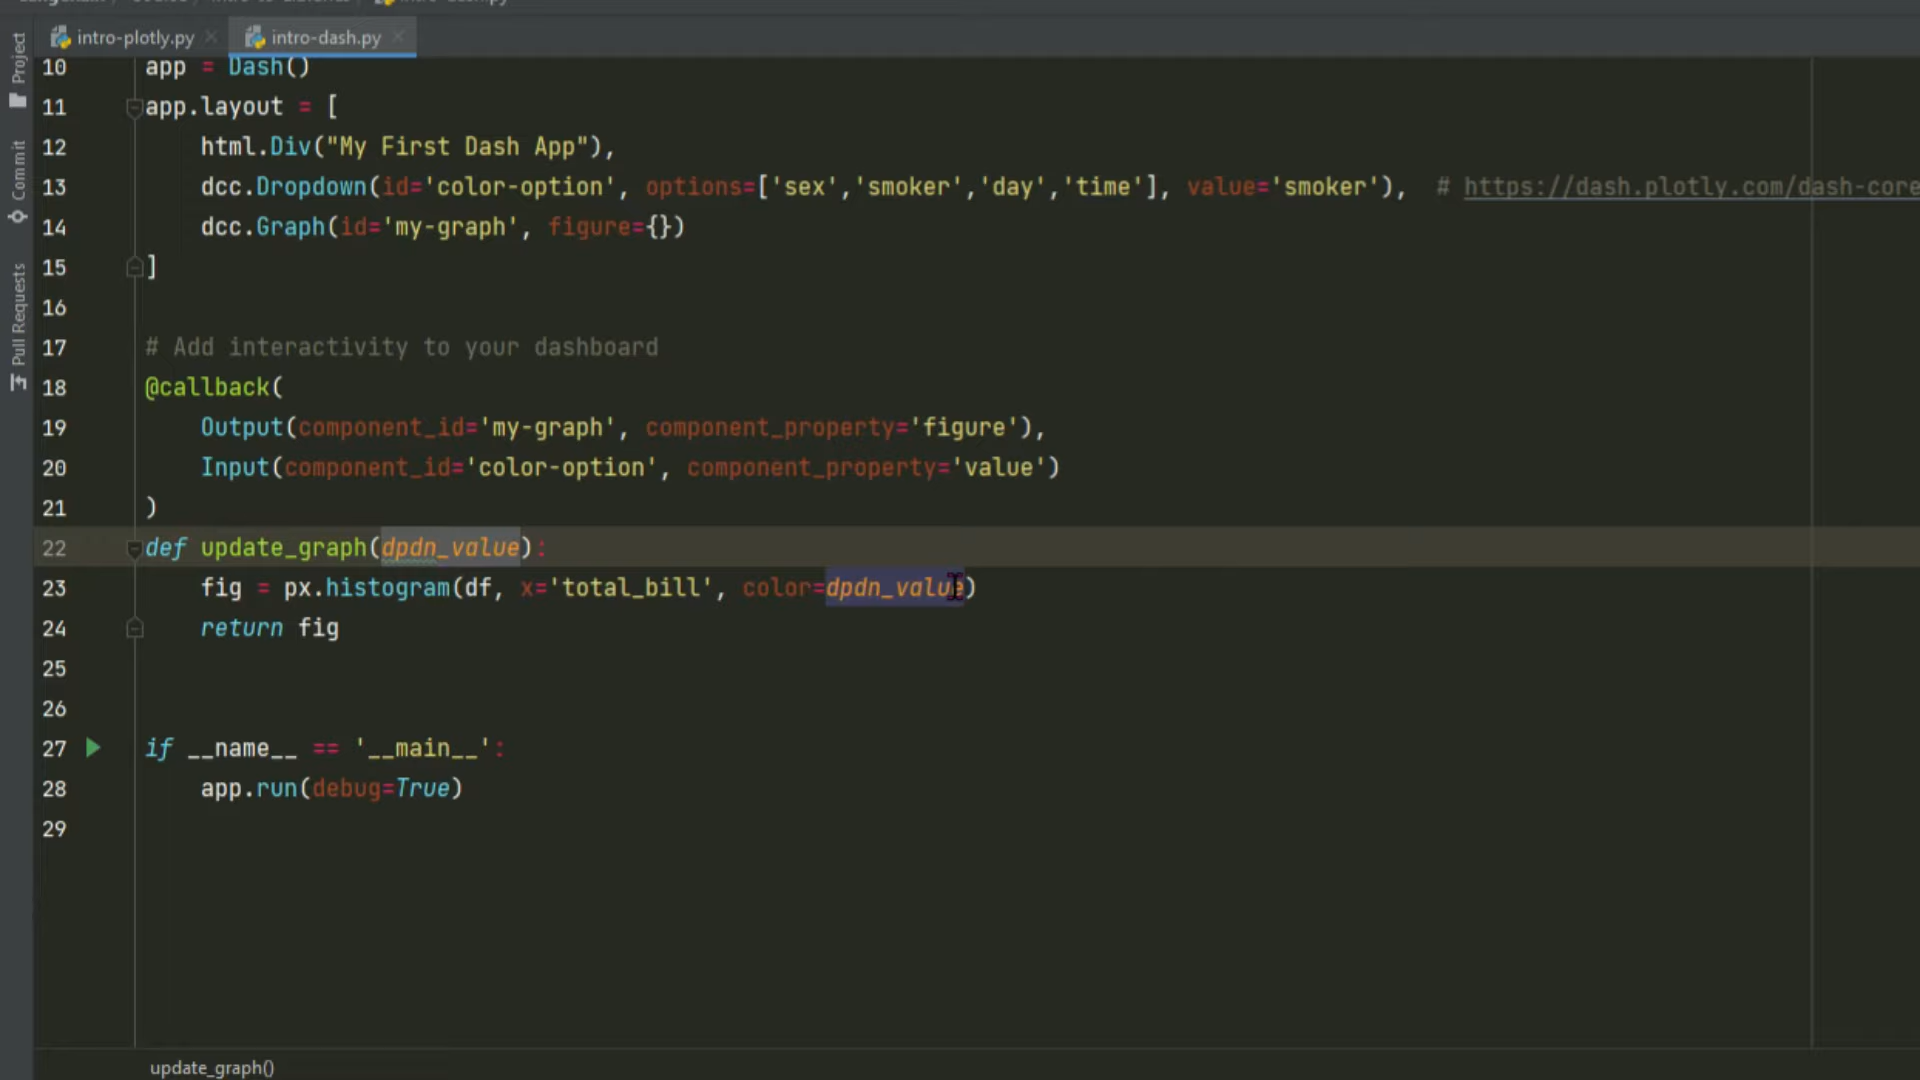 intro-plotly.py
intro-dash.py
Project
Commit
Pull Requests
10 app = Dash()
11 app.layout = [
12 html.Div("My First Dash App"),
13 dcc.Dropdown(id='color-option', options=['sex','smoker','day','time'], value='smoker'), # https://dash.plotly.com/dash-core
14 dcc.Graph(id='my-graph', figure={})
15 ]
16
17 # Add interactivity to your dashboard
18 @callback(
19 Output(component_id='my-graph', component_property='figure'),
20 Input(component_id='color-option', component_property='value')
21 )
22 def update_graph(dpdn_value):
23 fig = px.histogram(df, x='total_bill', color=dpdn_value)
24 return fig
25
26
27 if __name__ == '__main__':
28 app.run(debug=True)
29
update_graph()